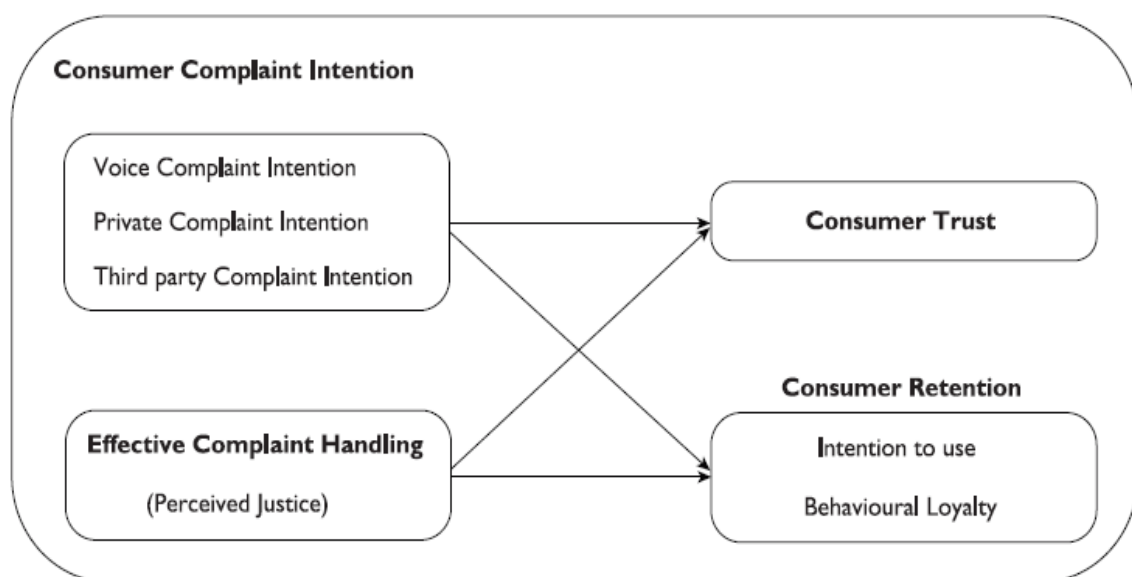 Consumer Complaint Intention
Voice Complaint Intention
Private Complaint Intention
Third party Complaint Intention
Consumer Trust
Effective Complaint Handling
(Perceived Justice)
Consumer Retention
Intention to use
Behavioural Loyalty